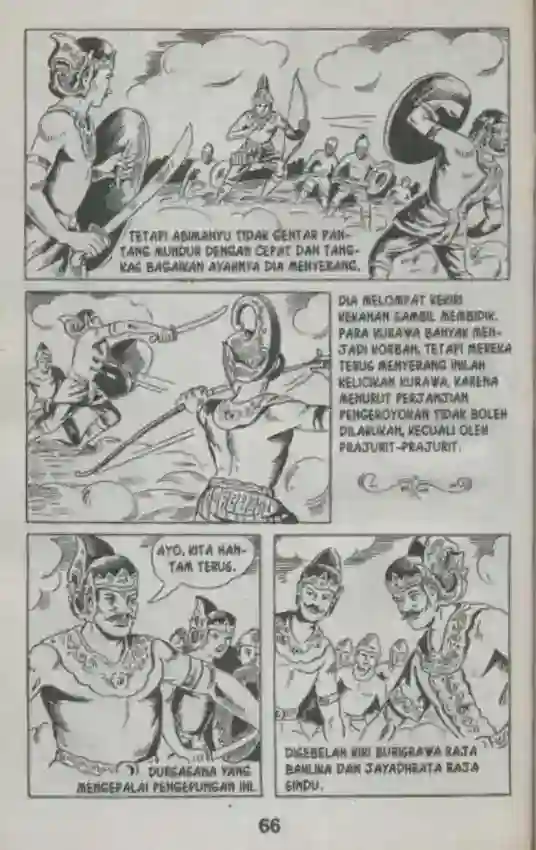 TETAPI ABIMANYU TIDAK GENTAR PAN-
TANG MUNDUR DENGAN CEPAT DAN TANG-
KAS BAGAIKAN AYAHNYA DIA MENYERANG.
DIA MELOMPAT KEKIRI
KEKANAN SAMBIL MEMBIDIK.
PARA KURAWA BANYAK MEN-
JADI KORBAN, TETAPI MEREKA
TERUS MENYERANG INILAH
KELICIKAN KURAWA, KARENA
MENURUT PERJANJIAN
PENGEROYOKAN TIDAK BOLEH
DILAKUKAN, KECUALI OLEH
PRAJURIT-PRAJURIT.
AYO, KITA HAN-
TAM TERUS.
DURSASANA YANG
MENGEPALAI PENGEPUNGAN INI.
DISEBELAH KIRI BURISRAWA RAJA
BAHLIKA DAN JAYADHRATA RAJA
SINDU.
66